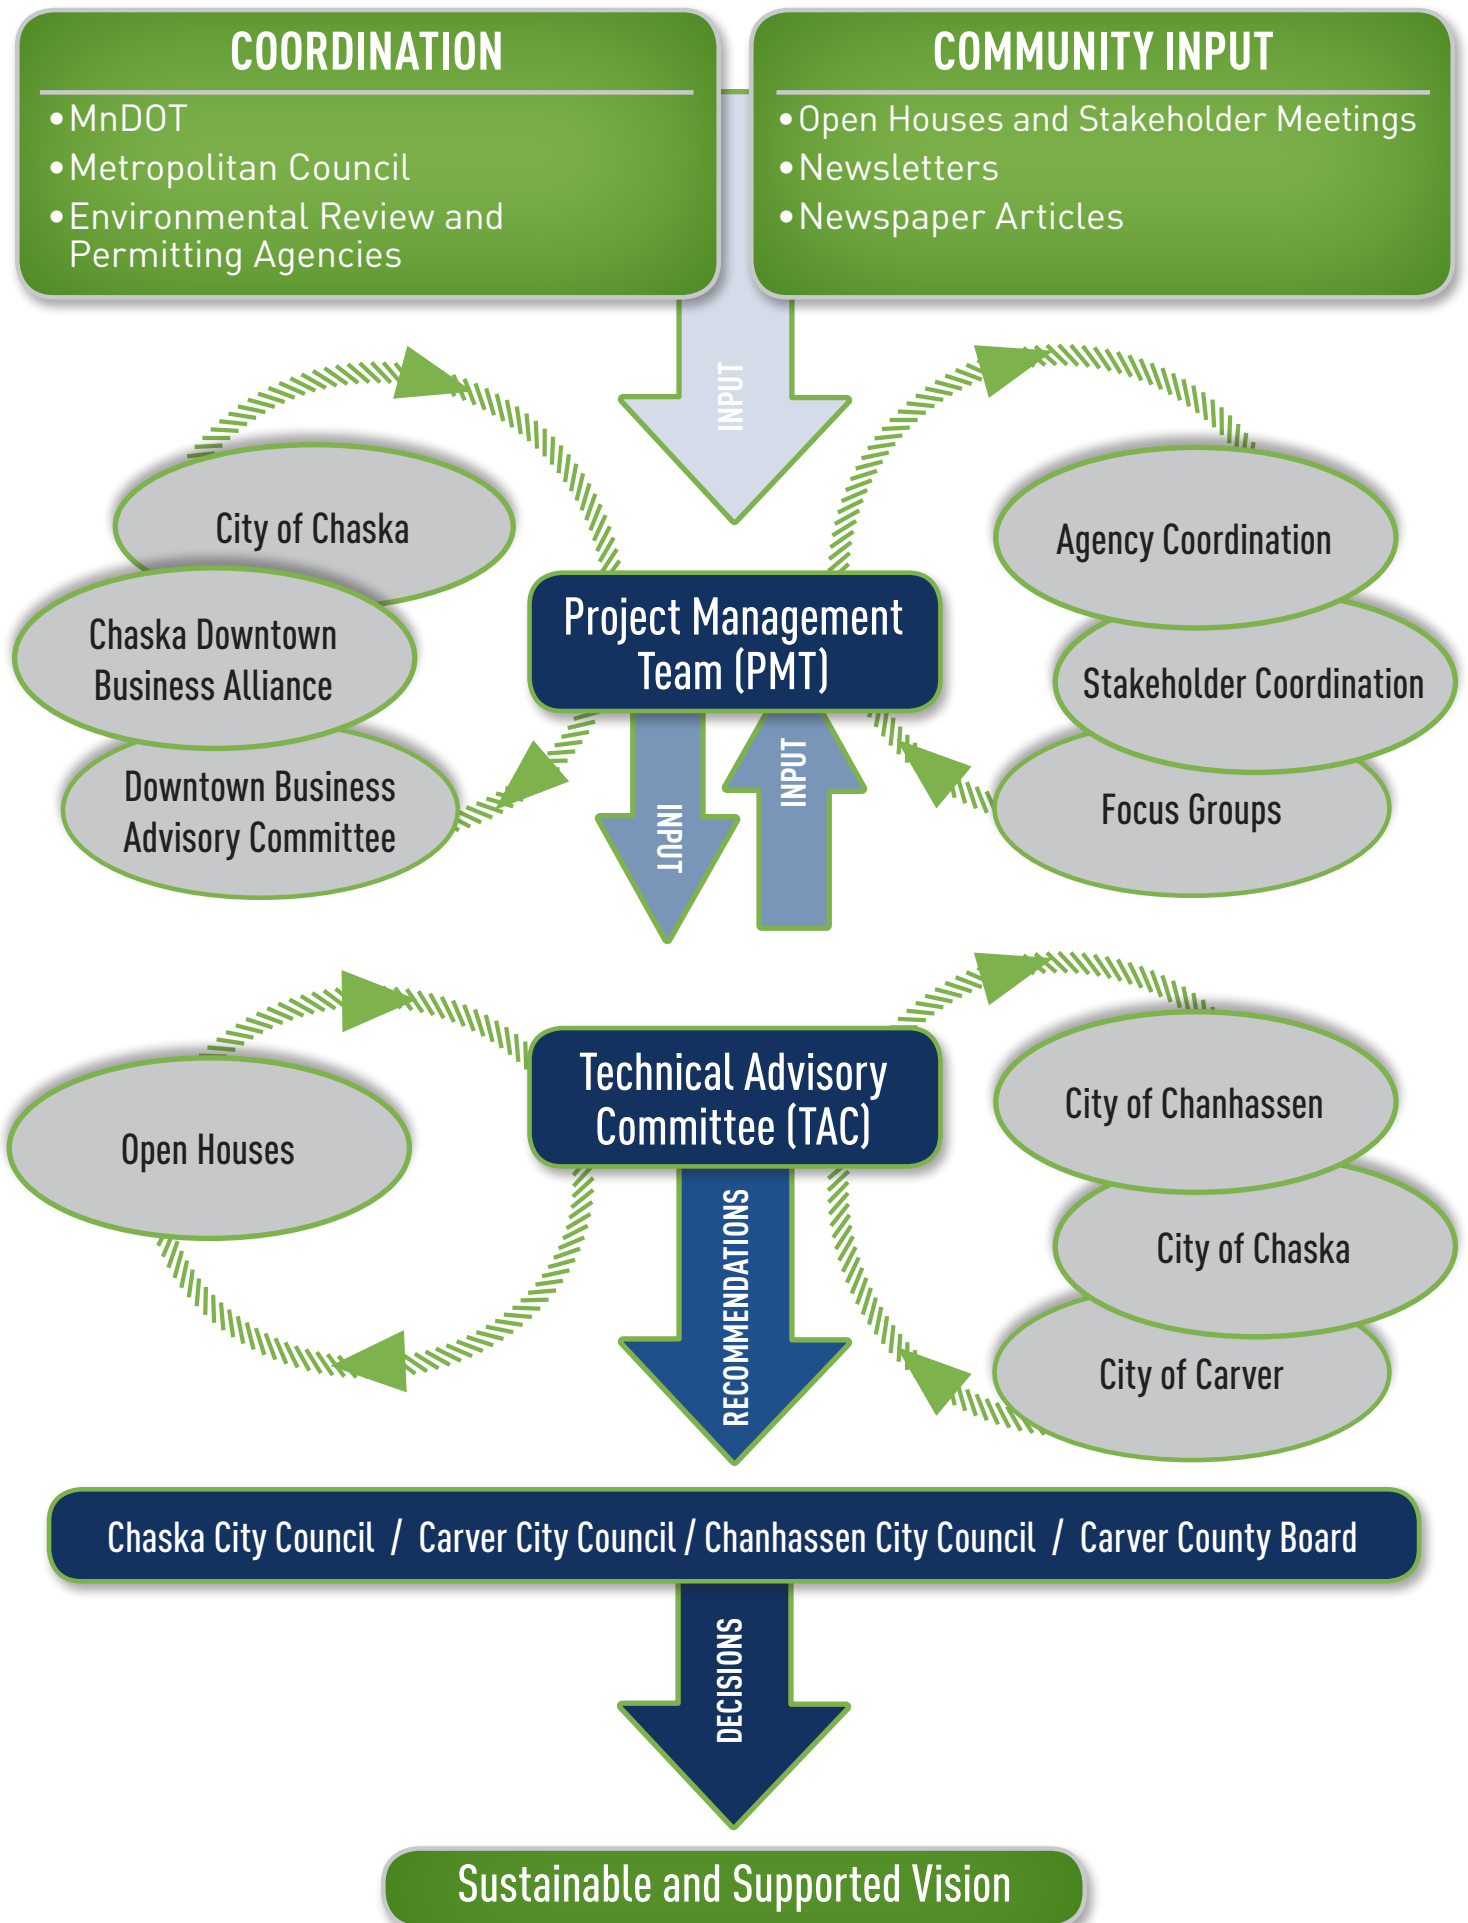 COORDINATION
•MnDOT
•Metropolitan Council
•Environmental Review and
Permitting Agencies
COMMUNITY INPUT
•Open Houses and Stakeholder Meetings
•Newsletters
•Newspaper Articles
INPUT
City of Chaska
Chaska Downtown
Business Alliance
Downtown Business
Advisory Committee
Project Management
Team (PMT)
Agency Coordination
Stakeholder Coordination
Focus Groups
INPUT
INPUT
Open Houses
Technical Advisory
Committee (TAC)
City of Chanhassen
City of Chaska
City of Carver
RECOMMENDATIONS
Chaska City Council / Carver City Council / Chanhassen City Council / Carver County Board
DECISIONS
Sustainable and Supported Vision